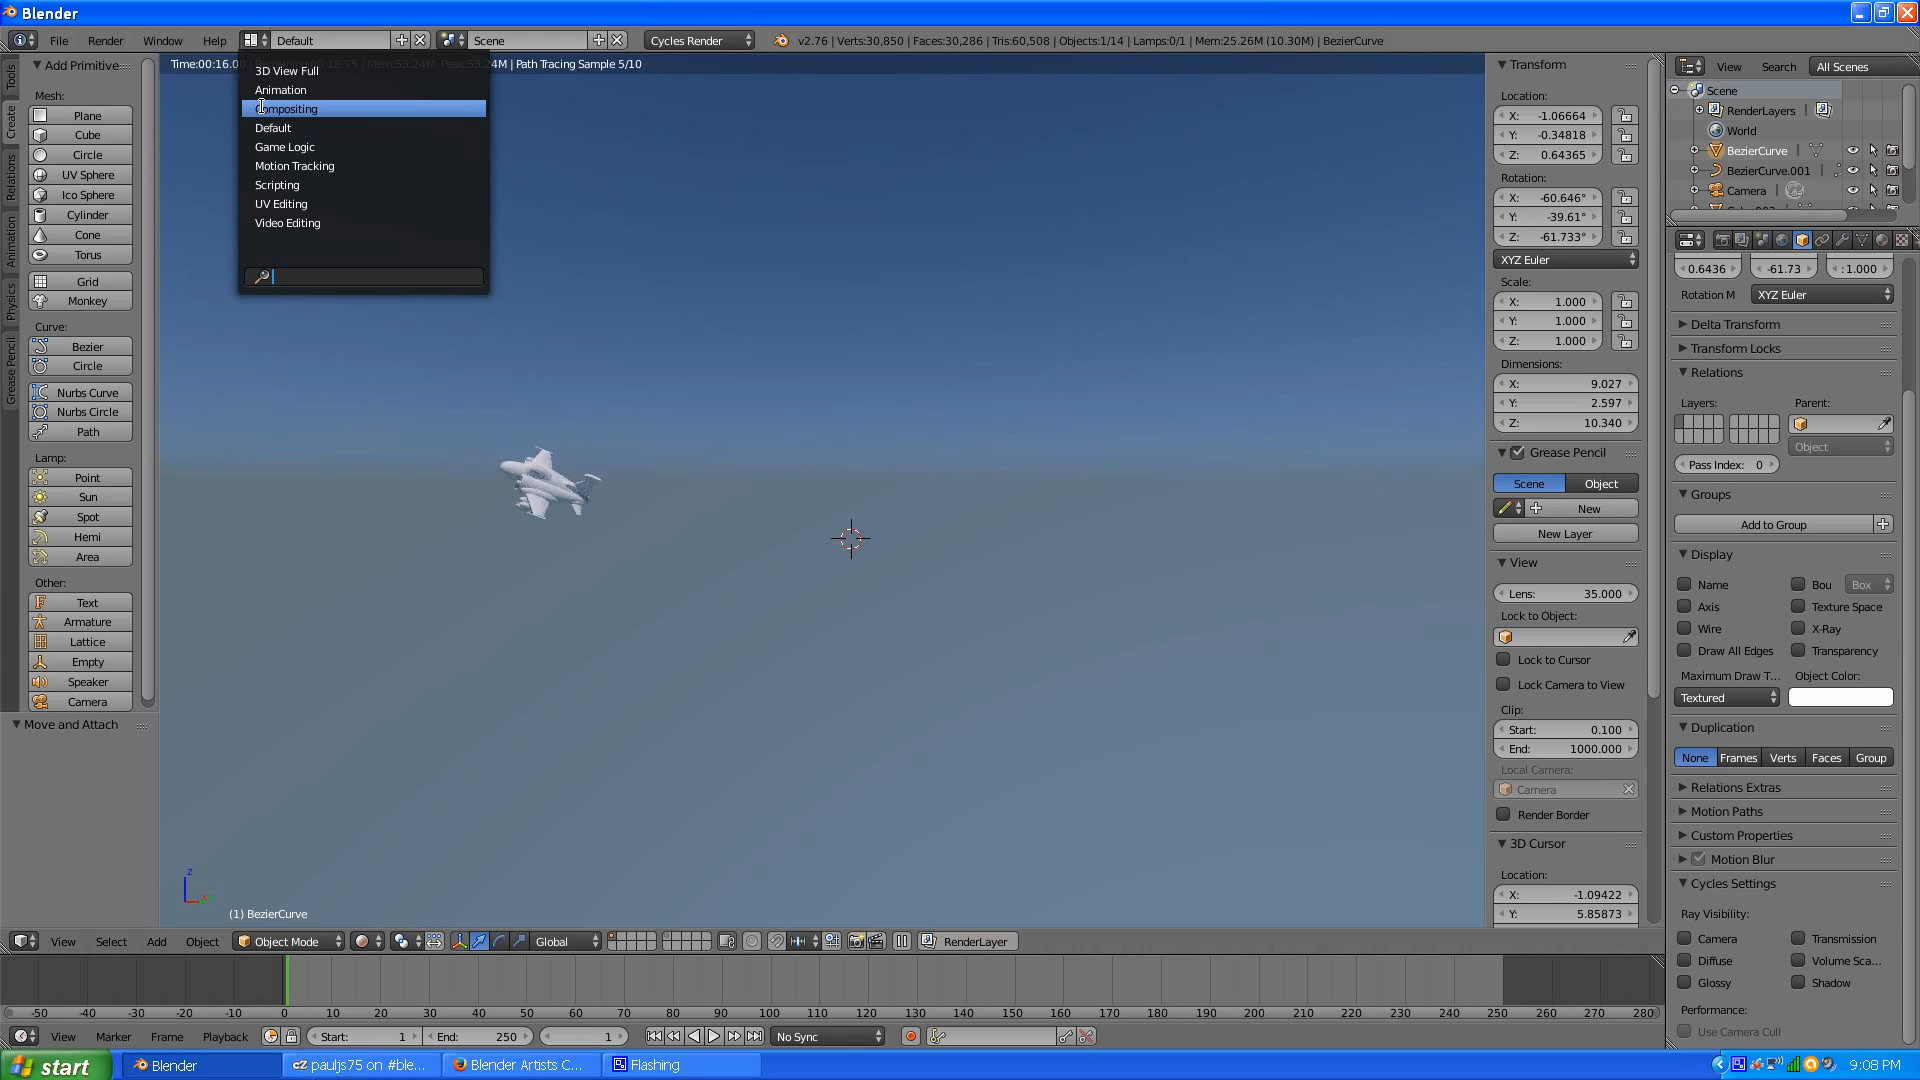 Blender
File Render Window Help Default Scene Cycles Render v2.76 | Verts:30,850 | Faces:30,286 | Tris:60,508 | Objects:1/14 | Lamps:0/1 | Mem:25.26M (10.30M) | BezierCurve
Time:00:16.0 4M | Path Tracing Sample 5/10
3D View Full
Animation
Compositing
Default
Game Logic
Motion Tracking
Scripting
UV Editing
Video Editing
Tools
Create
Relations
Animation
Physics
Grease Pencil
Add Primitive
Mesh:
Plane
Cube
Circle
UV Sphere
Ico Sphere
Cylinder
Cone
Torus
Grid
Monkey
Curve:
Bezier
Circle
Nurbs Curve
Nurbs Circle
Path
Lamp:
Point
Sun
Spot
Hemi
Area
Other:
Text
Armature
Lattice
Empty
Speaker
Camera
Move and Attach
z
(1) BezierCurve
Transform
Location:
X: -1.06664
Y: -0.34818
Z: 0.64365
Rotation:
X: -60.646°
Y: -39.61°
Z: -61.733°
XYZ Euler
Scale:
X: 1.000
Y: 1.000
Z: 1.000
Dimensions:
X: 9.027
Y: 2.597
Z: 10.340
Grease Pencil
Scene Object
New
New Layer
View
Lens: 35.000
Lock to Object:
Lock to Cursor
Lock Camera to View
Clip:
Start: 0.100
End: 1000.000
Local Camera:
Camera
Render Border
3D Cursor
Location:
X: -1.09422
Y: 5.85873
View Search All Scenes
Scene
RenderLayers
World
BezierCurve
BezierCurve.001
Camera
0.6436 -61.73 : 1.000
Rotation M XYZ Euler
Delta Transform
Transform Locks
Relations
Layers: Parent:
Object
Pass Index: 0
Groups
Add to Group
Display
Name Bou Box
Axis Texture Space
Wire X-Ray
Draw All Edges Transparency
Maximum Draw T... Object Color:
Textured
Duplication
None Frames Verts Faces Group
Relations Extras
Motion Paths
Custom Properties
Motion Blur
Cycles Settings
Ray Visibility:
Camera Transmission
Diffuse Volume Sca...
Glossy Shadow
Performance:
Use Camera Cull
View Select Add Object Object Mode Global RenderLayer
-50 -40 -30 -20 -10 0 10 20 30 40 50 60 70 80 90 100 110 120 130 140 150 160 170 180 190 200 210 220 230 240 250 260 270 280
View Marker Frame Playback Start: 1 End: 250 1 No Sync
start Blender pauljs75 on #ble... Blender Artists C... Flashing 9:08 PM